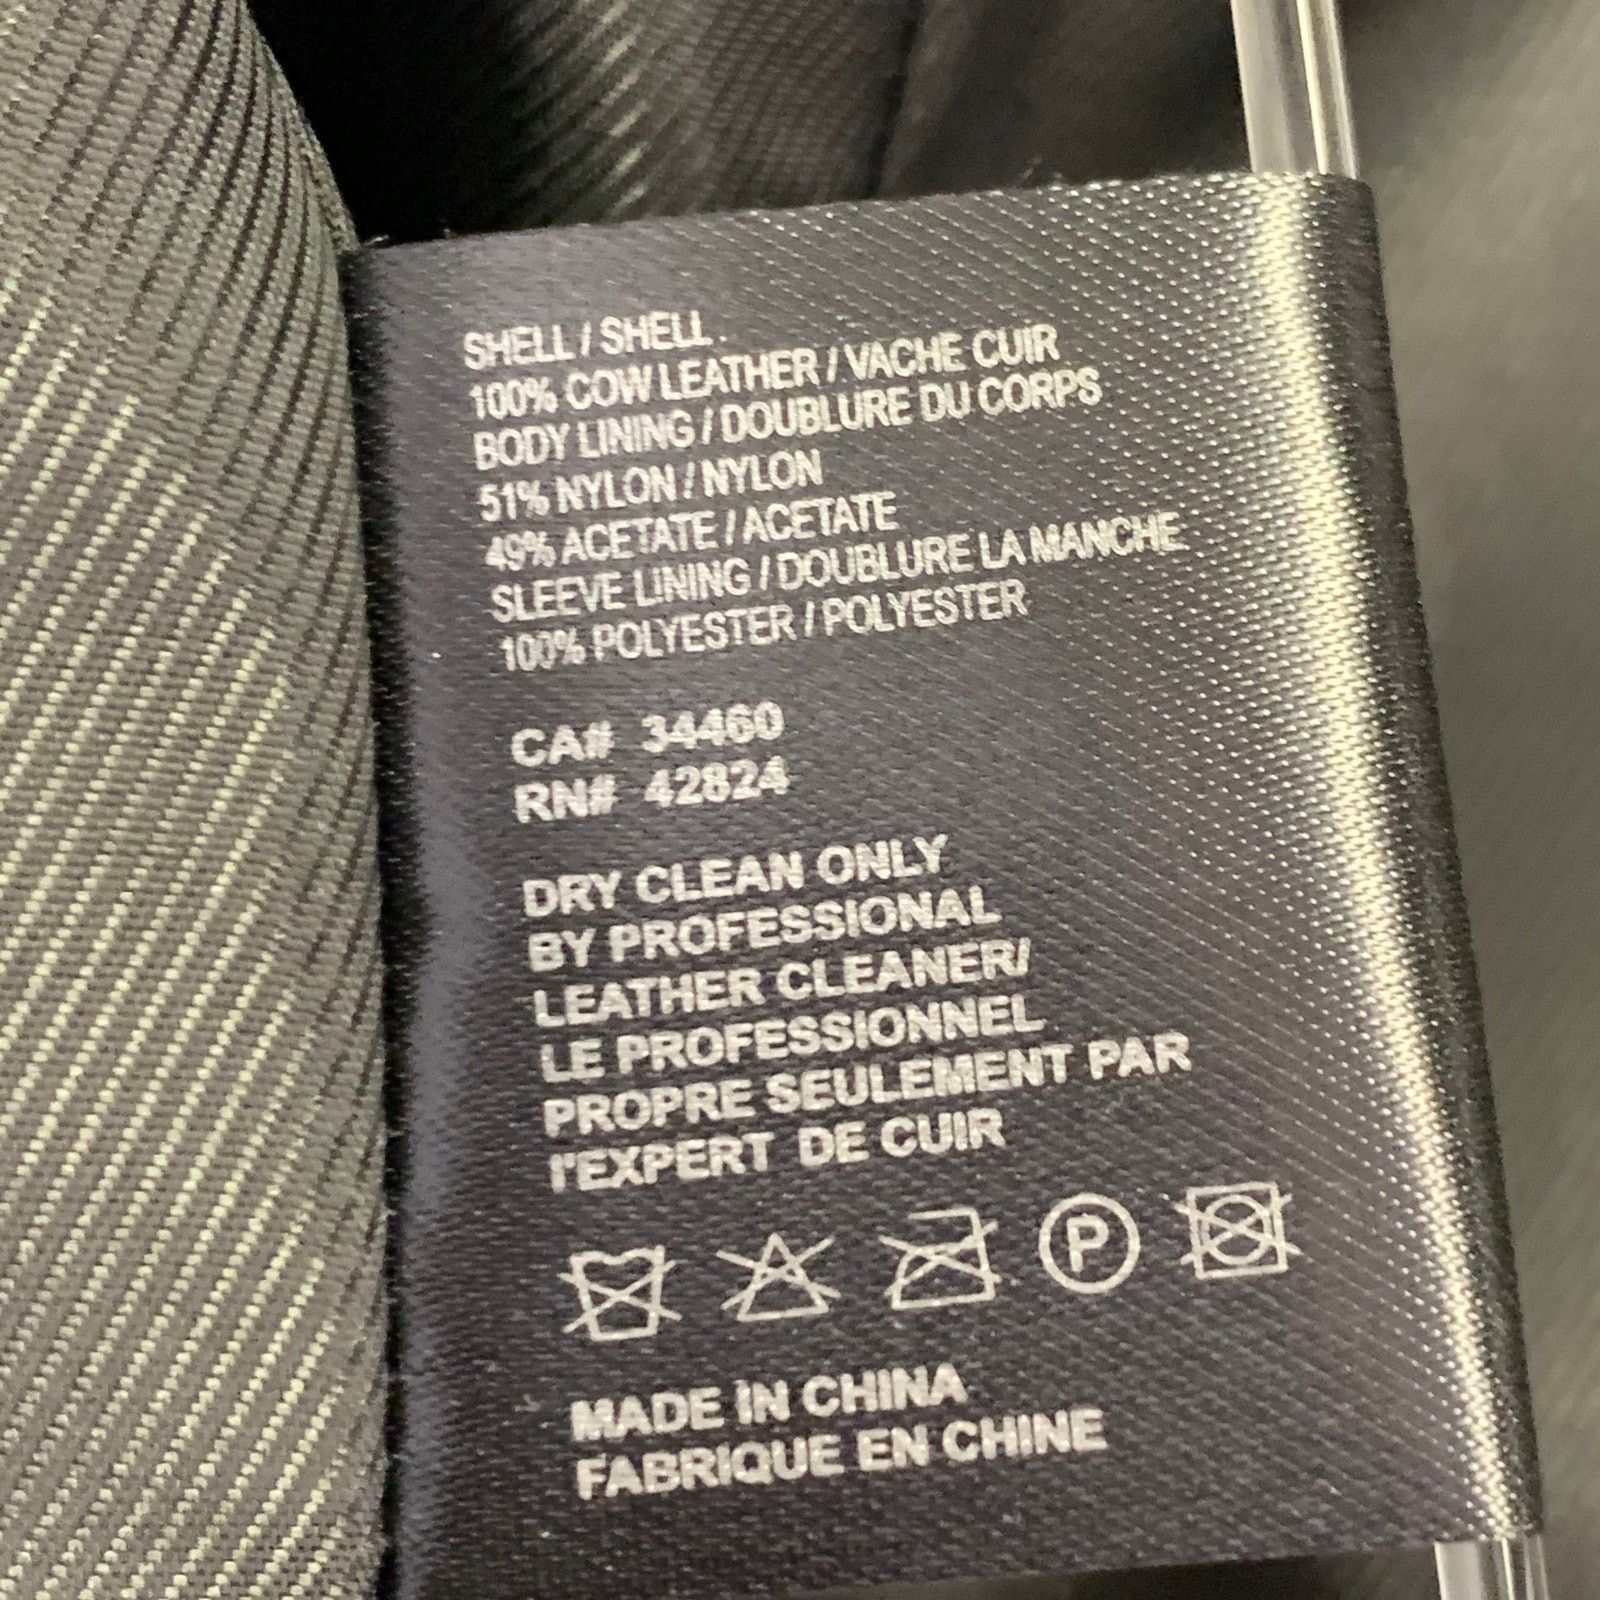 SHELL / SHELL.
100% COW LEATHER / VACHE CUIR
BODY LINING / DOUBLURE DU CORPS
51% NYLON / NYLON
49% ACETATE / ACETATE
SLEEVE LINING / DOUBLURE LA MANCHE
100% POLYESTER / POLYESTER
CA# 34460
RN# 42824
DRY CLEAN ONLY
BY PROFESSIONAL
LEATHER CLEANER/
LE PROFESSIONNEL
PROPRE SEULEMENT PAR
l'EXPERT DE CUIR
P
MADE IN CHINA
FABRIQUE EN CHINE